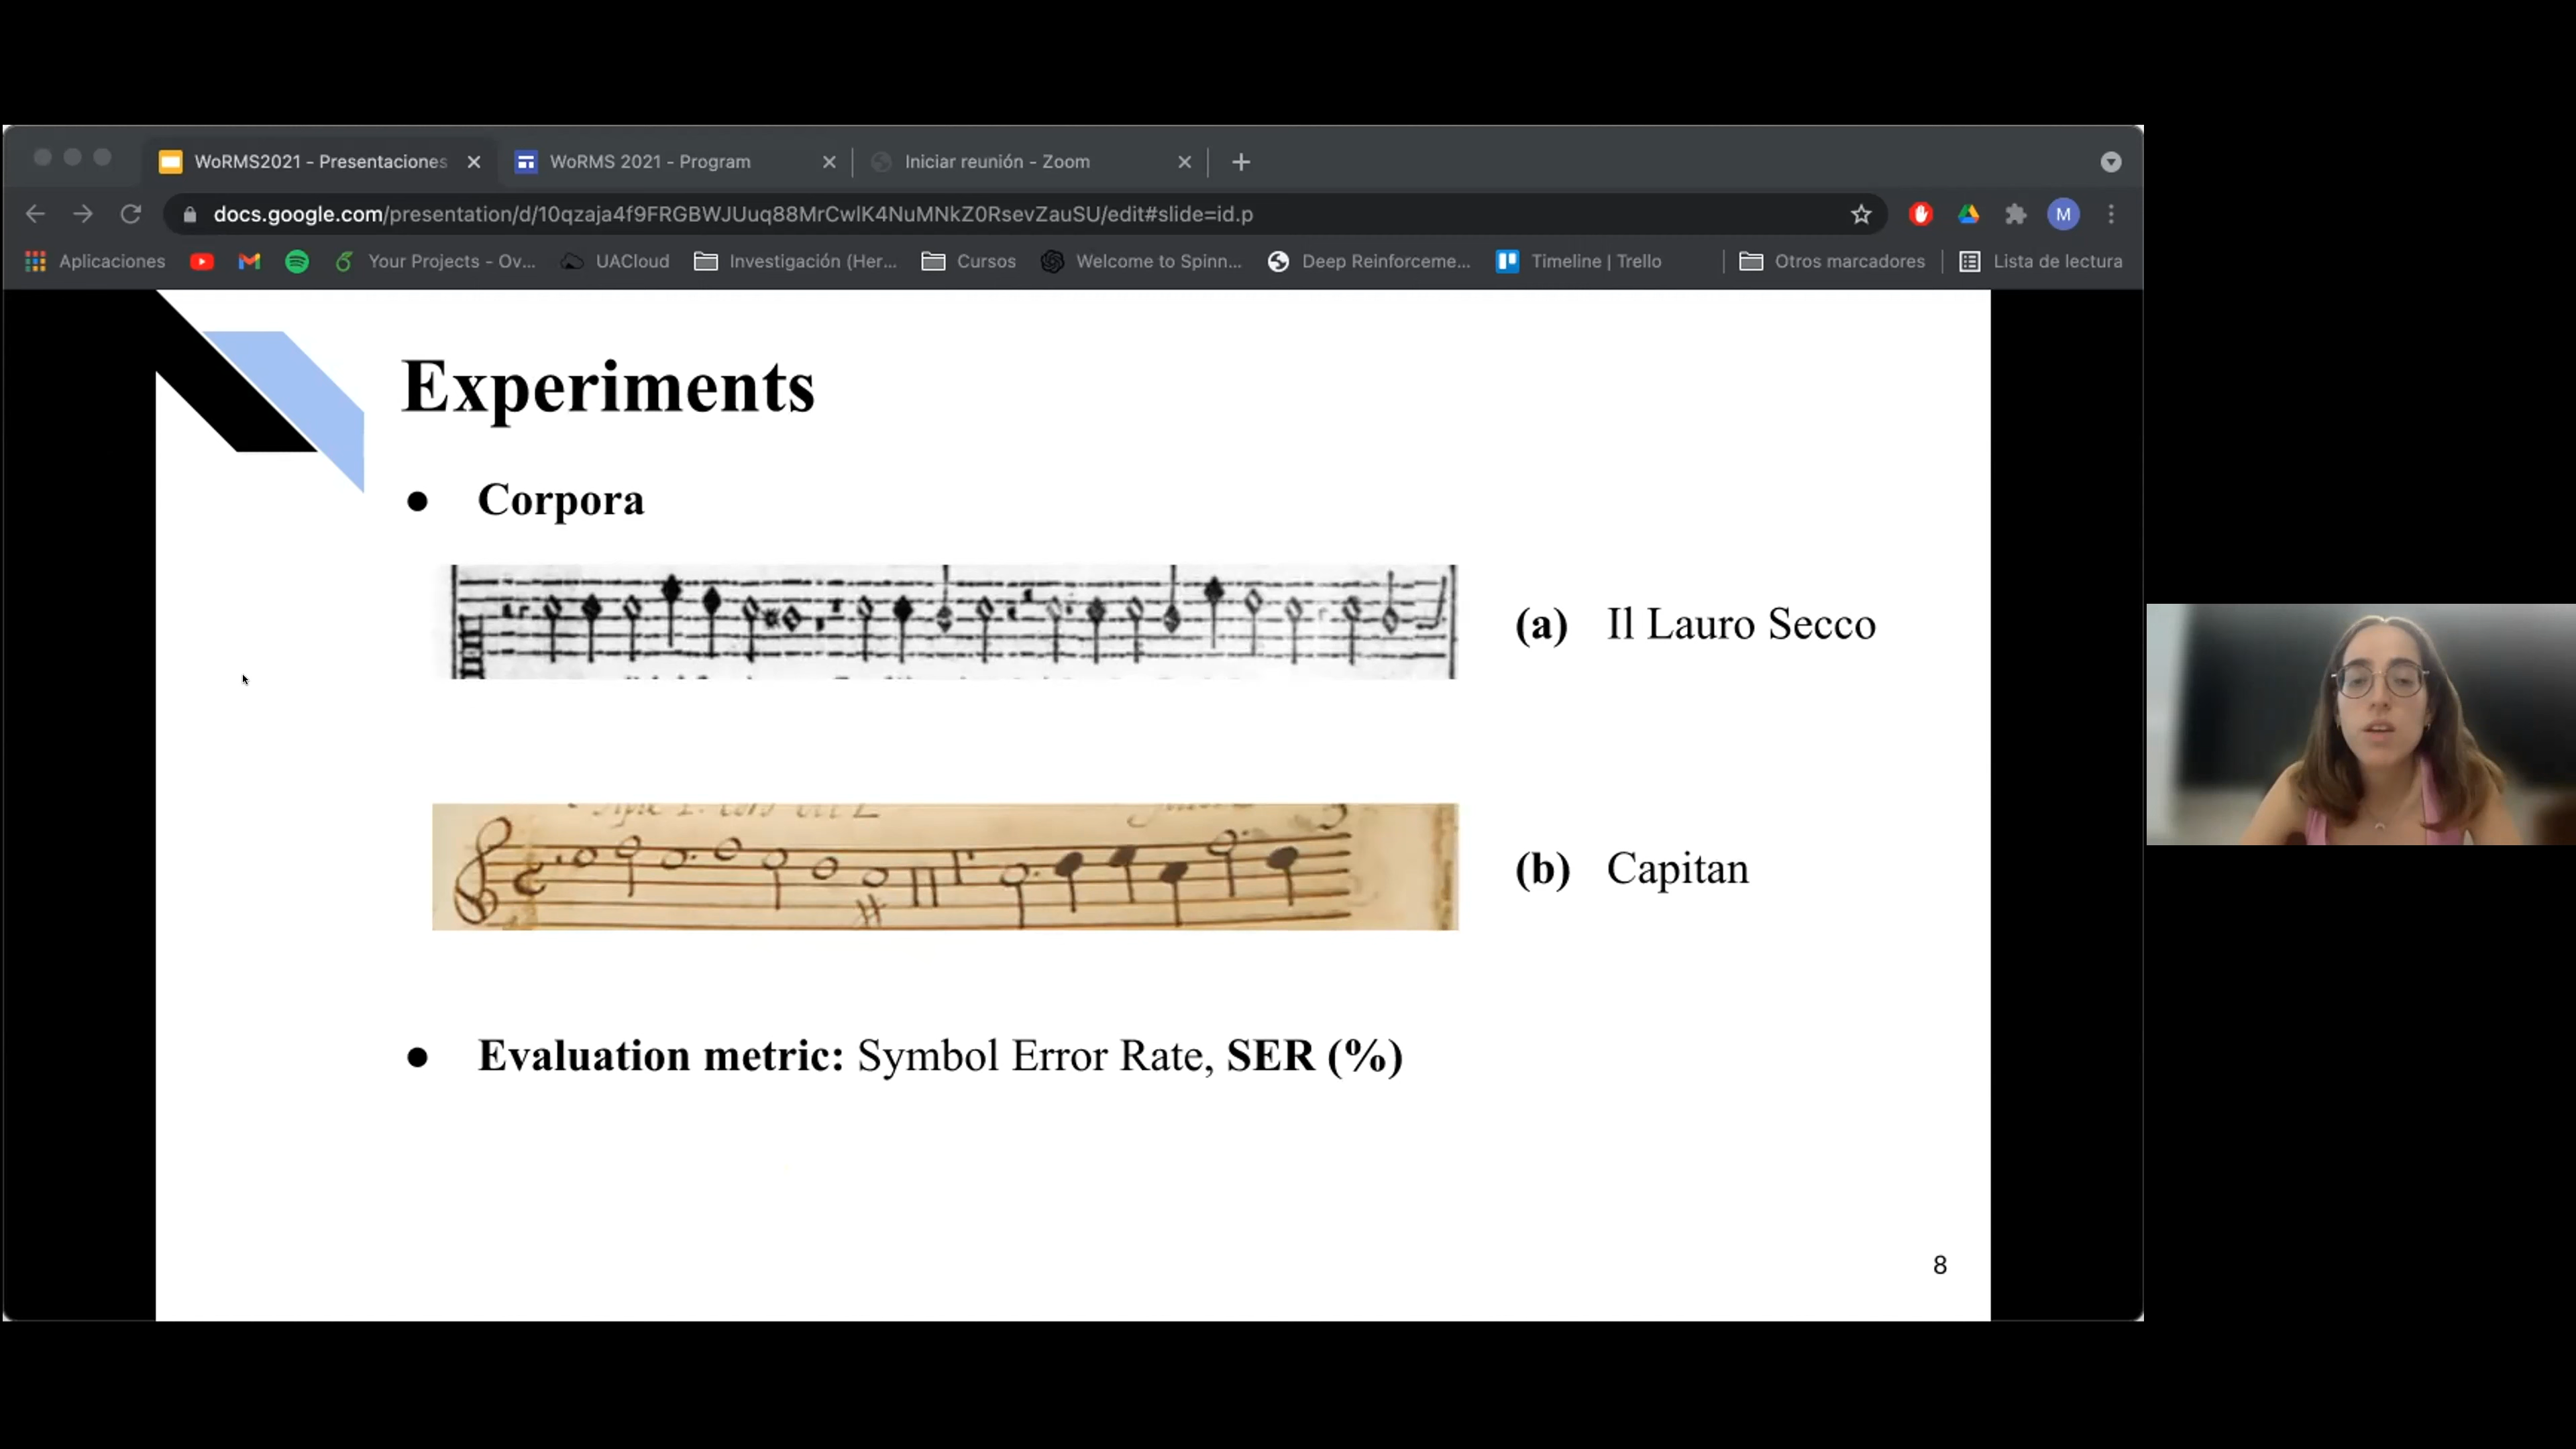 WoRMS2021 - Presentaciones
WoRMS 2021 - Program
Iniciar reunión - Zoom
docs.google.com/presentation/d/10qzaja4f9FRGBWJUuq88MrCwlK4NuMNkZ0RsevZauSU/edit#slide=id.p
M
Aplicaciones
Your Projects - Ov...
UACloud
Investigación (Her...
Cursos
Welcome to Spinn...
Deep Reinforceme...
Timeline | Trello
Otros marcadores
Lista de lectura
Experiments
● Corpora
(a) Il Lauro Secco
(b) Capitan
● Evaluation metric: Symbol Error Rate, SER (%)
8